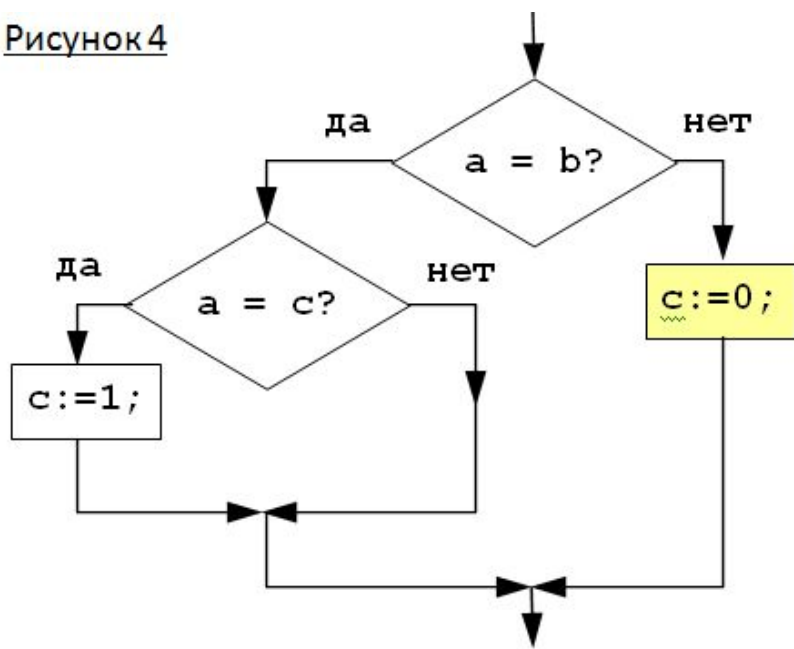 Рисунок 4
да
нет
a = b?
да
нет
a = c?
c:=0;
c:=1;